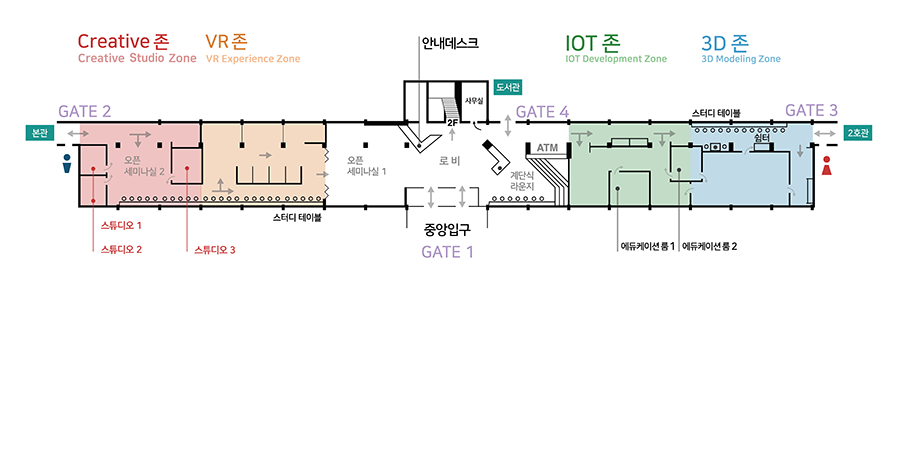 Creative 존
Creative Studio Zone
VR 존
VR Experience Zone
안내데스크
IOT 존
IOT Development Zone
3D 존
3D Modeling Zone
도서관
사무실
2F
GATE 2
GATE 4
스터디 테이블
GATE 3
본관
2호관
쉼터
오픈
세미나실 2
오픈
세미나실 1
로비
ATM
계단식
라운지
스터디 테이블
스튜디오 1
스튜디오 2
스튜디오 3
중앙입구
GATE 1
에듀케이션 룸 1
에듀케이션 룸 2